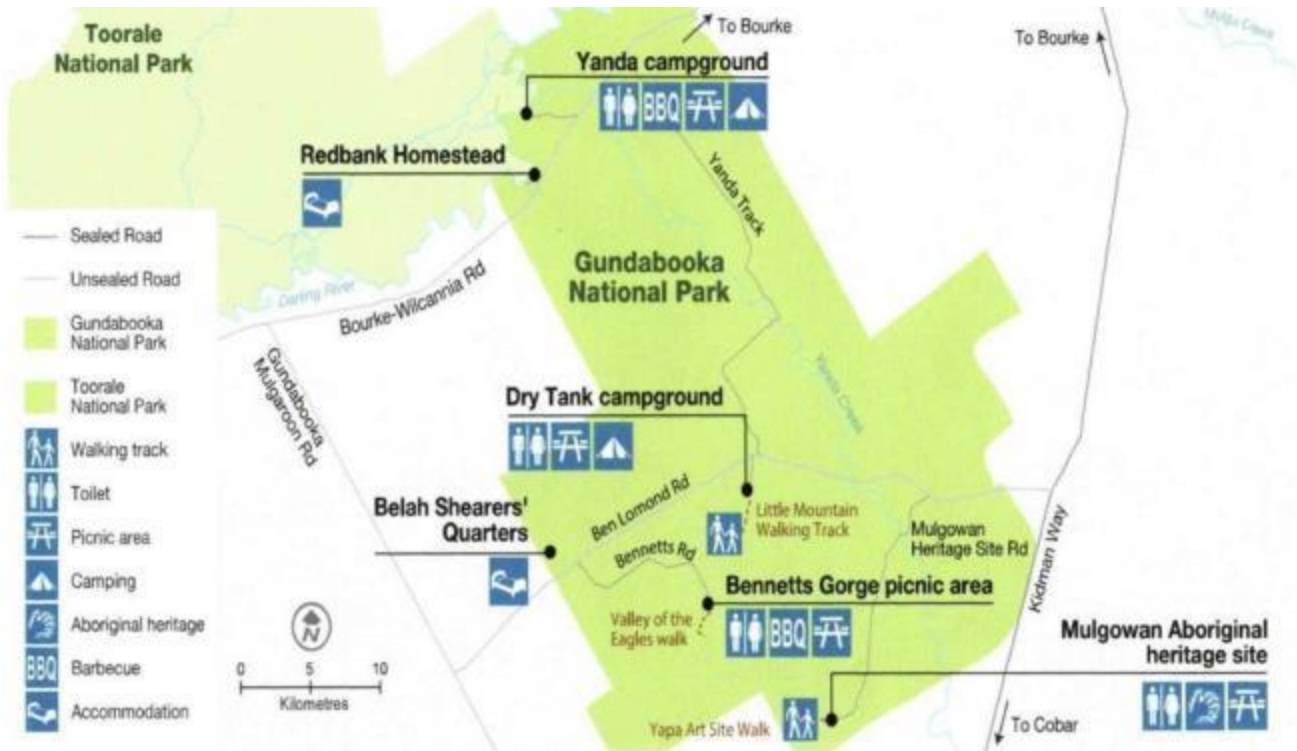 Toorale
National Park
To Bourke
To Bourke
Mulga Creek
Yanda campground
BBQ
Redbank Homestead
Yanda Track
Sealed Road
Unsealed Road
Gundabooka
National Park
Toorale
National Park
Walking track
Toilet
Picnic area
Camping
Aboriginal heritage
BBQ Barbecue
Accommodation
Darling River
Bourke-Wilcannia Rd
Gundabooka
Mulgaroon Rd
Gundabooka
National Park
Yanda Creek
Dry Tank campground
Little Mountain
Walking Track
Belah Shearers'
Quarters
Ben Lomond Rd
Bennetts Rd
Mulgowan
Heritage Site Rd
Kidman Way
Bennetts Gorge picnic area
BBQ
Valley of the
Eagles walk
Mulgowan Aboriginal
heritage site
Yapa Art Site Walk
To Cobar
N
0 5 10
Kilometres